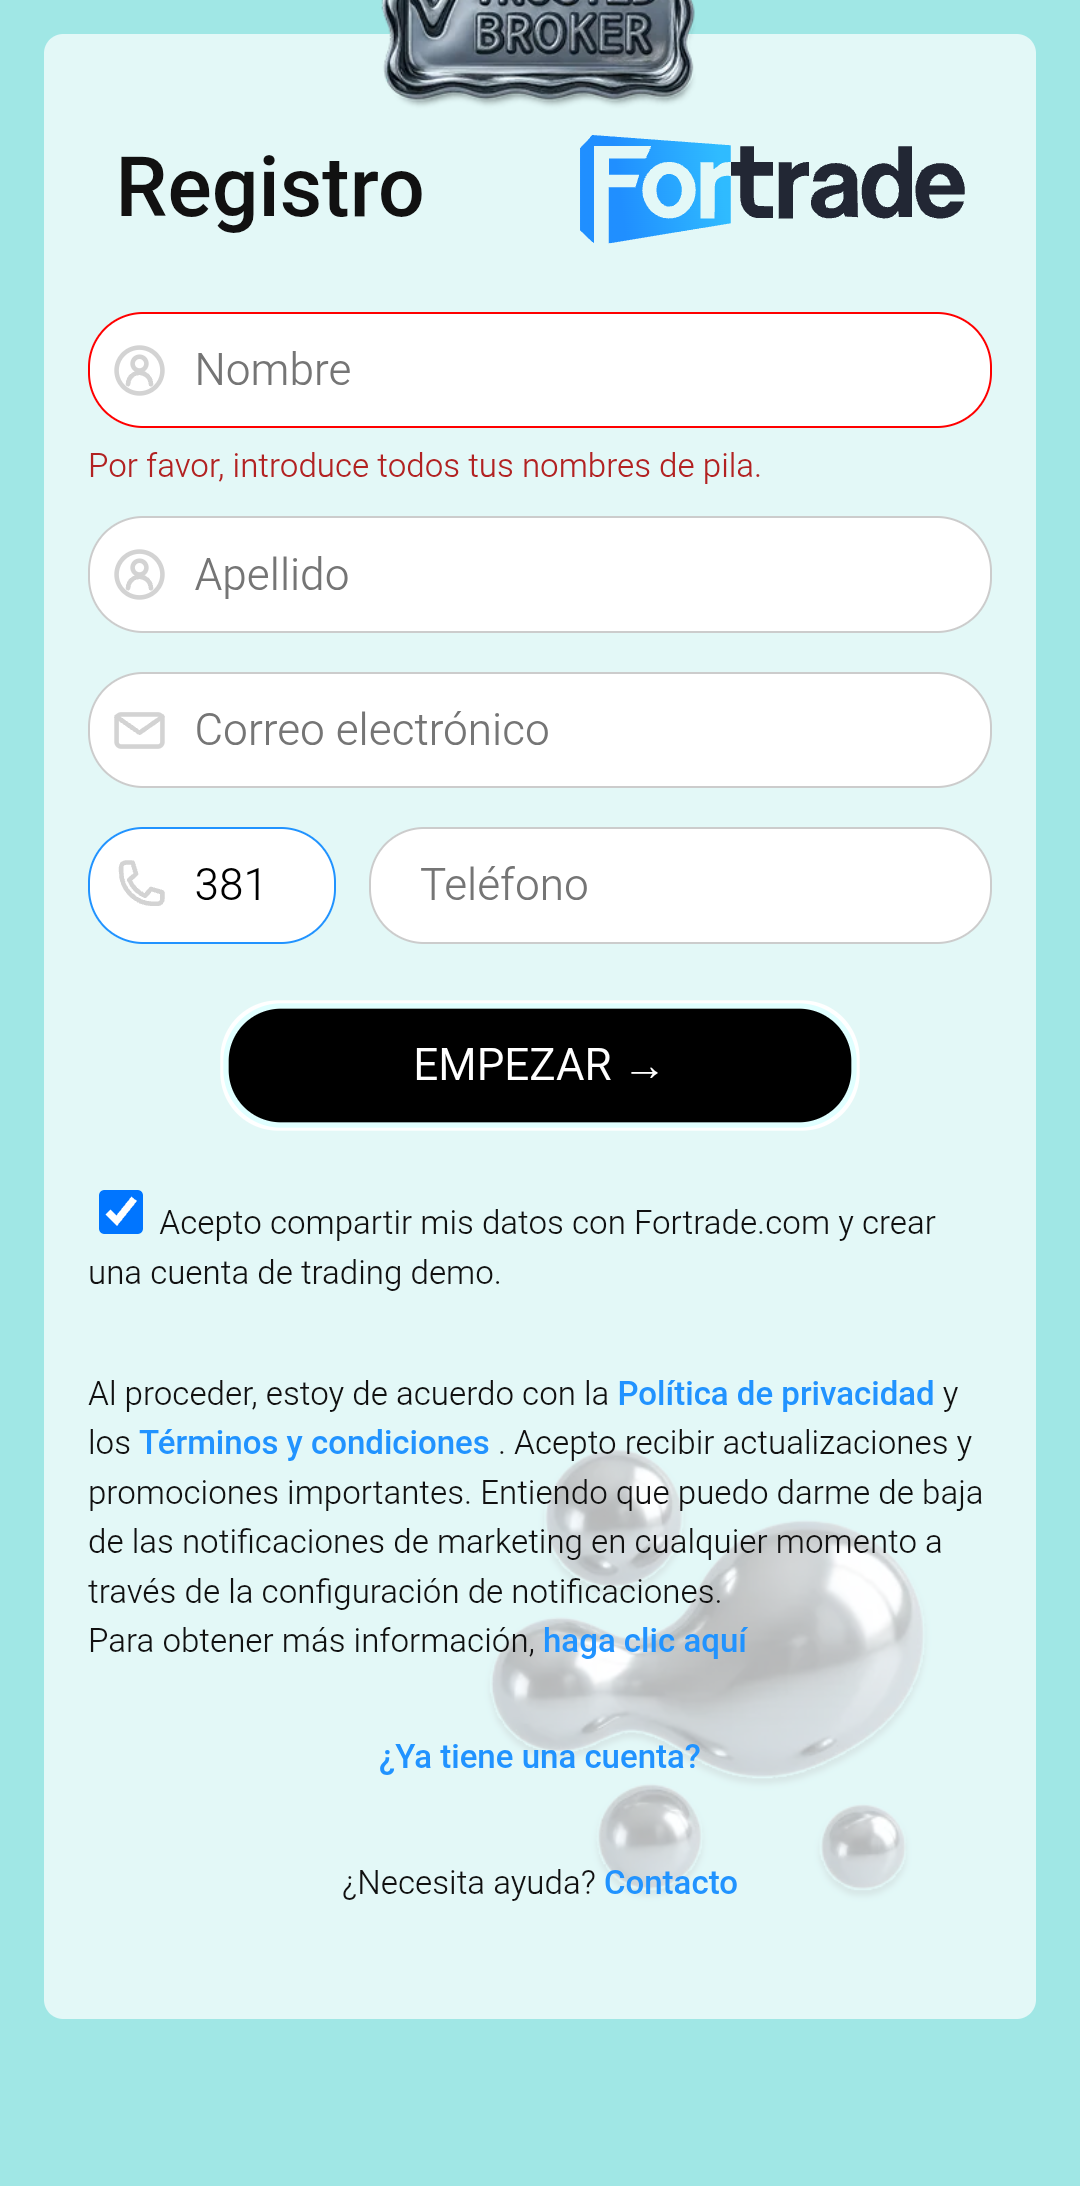 BROKER
Registro
Fortrade
Nombre
Por favor, introduce todos tus nombres de pila.
Apellido
Correo electrónico
381
Teléfono
EMPEZAR →
Acepto compartir mis datos con Fortrade.com y crear
una cuenta de trading demo.
Al proceder, estoy de acuerdo con la Política de privacidad y
los Términos y condiciones . Acepto recibir actualizaciones y
promociones importantes. Entiendo que puedo darme de baja
de las notificaciones de marketing en cualquier momento a
través de la configuración de notificaciones.
Para obtener más información, haga clic aquí
¿Ya tiene una cuenta?
¿Necesita ayuda? Contacto